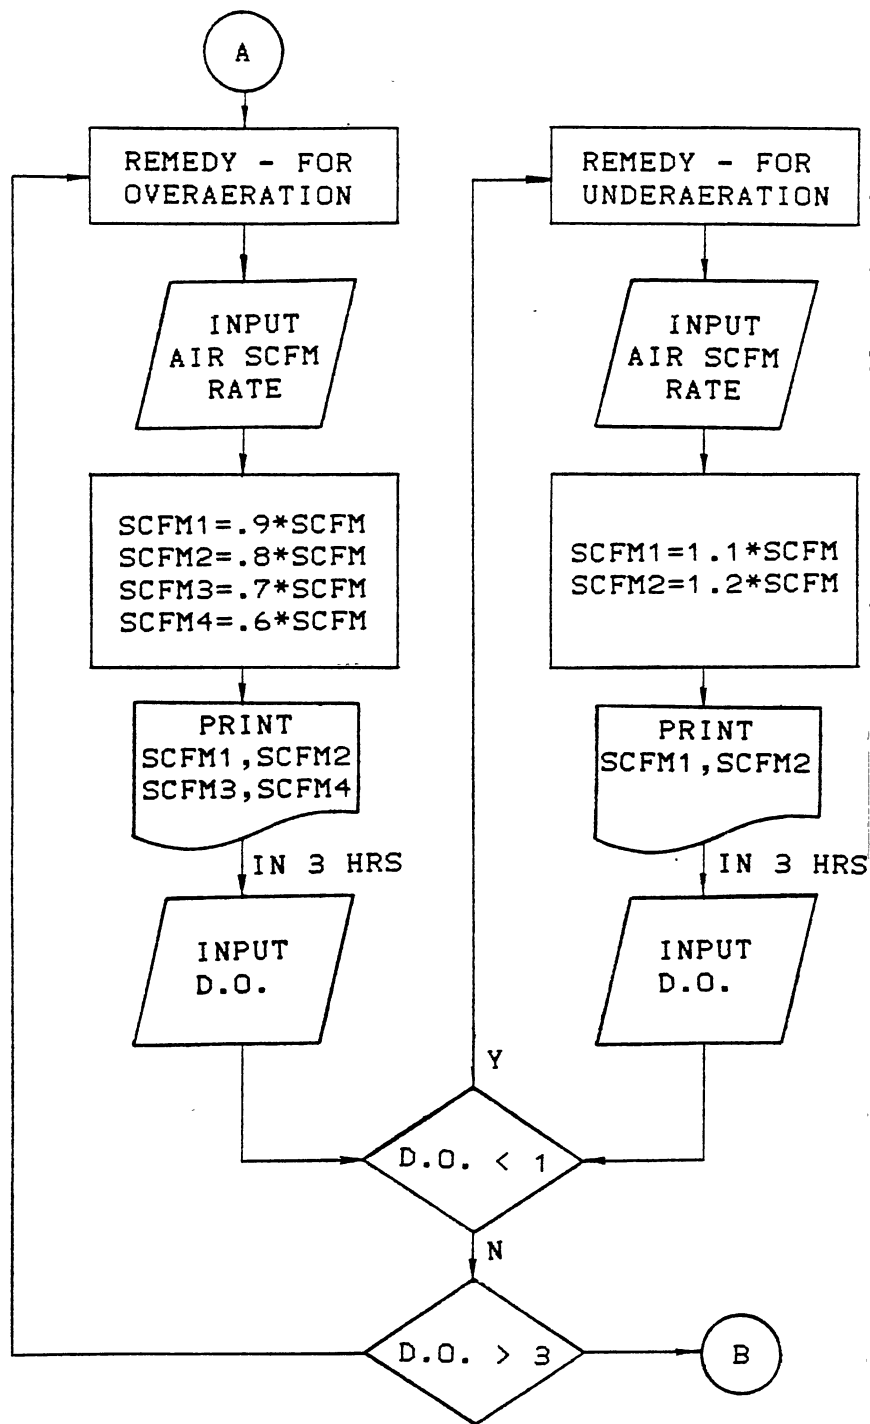 A
REMEDY - FOR
OVERAERATION
INPUT
AIR SCFM
RATE
SCFM1=.9*SCFM
SCFM2=.8*SCFM
SCFM3=.7*SCFM
SCFM4=.6*SCFM
PRINT
SCFM1,SCFM2
SCFM3,SCFM4
IN 3 HRS
INPUT
D.O.
REMEDY - FOR
UNDERAERATION
INPUT
AIR SCFM
RATE
SCFM1=1.1*SCFM
SCFM2=1.2*SCFM
PRINT
SCFM1,SCFM2
IN 3 HRS
INPUT
D.O.
Y
D.O. < 1
N
D.O. > 3
B